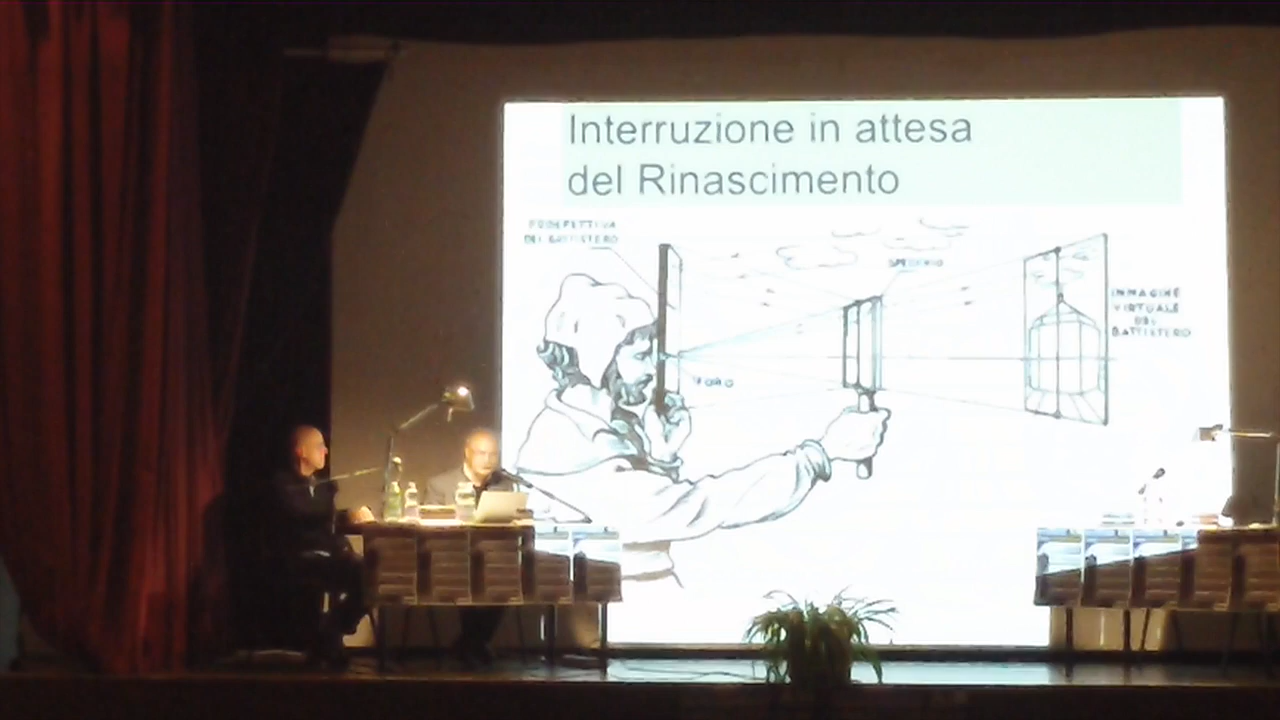 Interruzione in attesa
del Rinascimento
PROSPETTIVA
DEL BATTISTERO
SPECCHIO
FORO
IMMAGINE
VIRTUALE
DEL
BATTISTERO